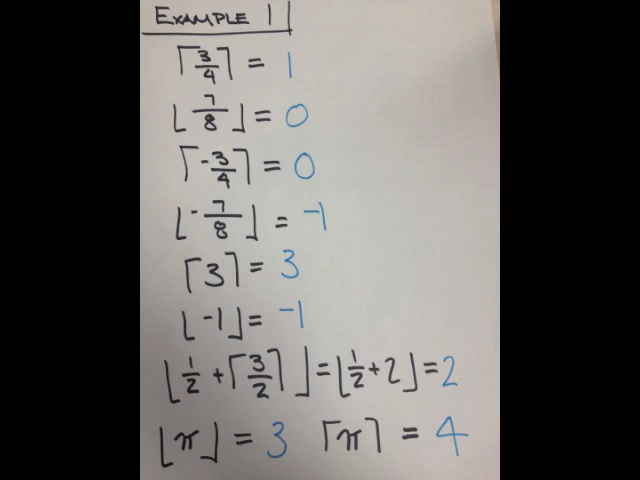 EXAMPLE 1
⌈3/4⌉ = 1
⌊7/8⌋ = 0
⌈-3/4⌉ = 0
⌊-7/8⌋ = -1
⌈3⌉ = 3
⌊-1⌋ = -1
⌊1/2 + ⌈3/2⌉⌋ = ⌊1/2 + 2⌋ = 2
⌊π⌋ = 3 ⌈π⌉ = 4